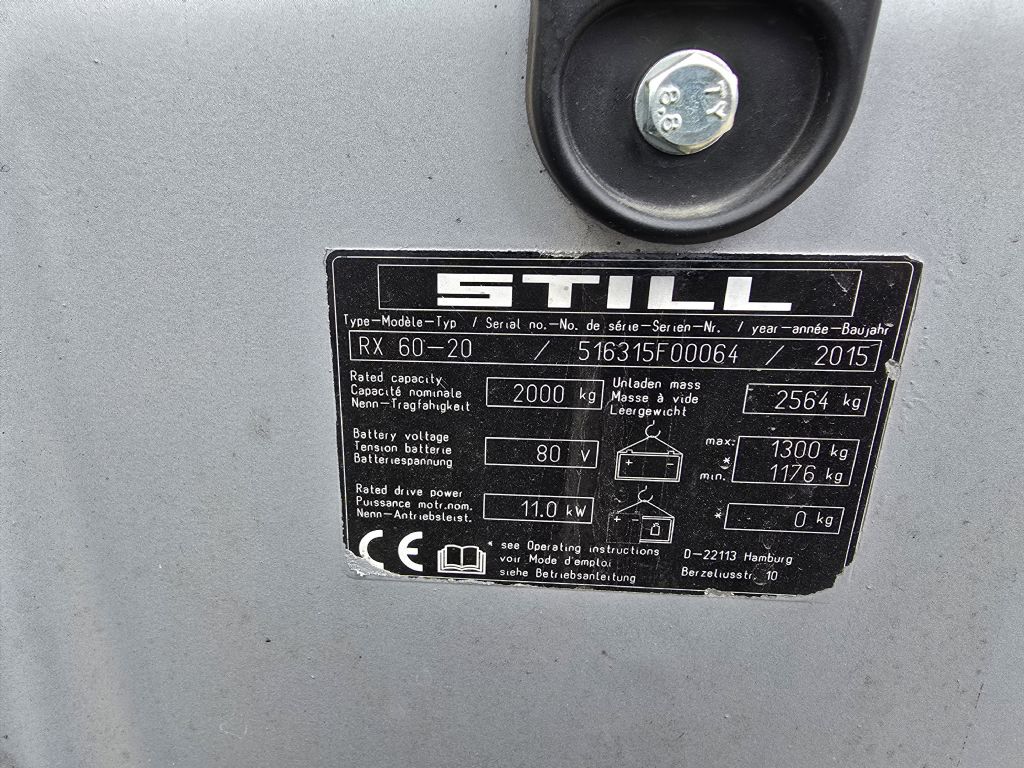 TY
8.8
STILL
Type-Modèle-Typ / Serial no.-No. de série-Serien-Nr. / year-année-Baujahr
RX 60-20 / 516315F00064 / 2015
Rated capacity
Capacité nominale
Nenn-Tragfahigkeit
2000 kg
Unladen mass
Masse à vide
Leergewicht
2564 kg
Battery voltage
Tension batterie
Batteriespannung
80 V
+ -
max: 1300 kg
*
min. 1176 kg
Rated drive power
Puissance motr.nom.
Nenn-Antriebsleist.
11.0 kW
+ -
* 0 kg
CE
* see Operating instructions
voir Mode d'emploi
siehe Betriebsanleitung
D-22113 Hamburg
Berzeliusstr. 10